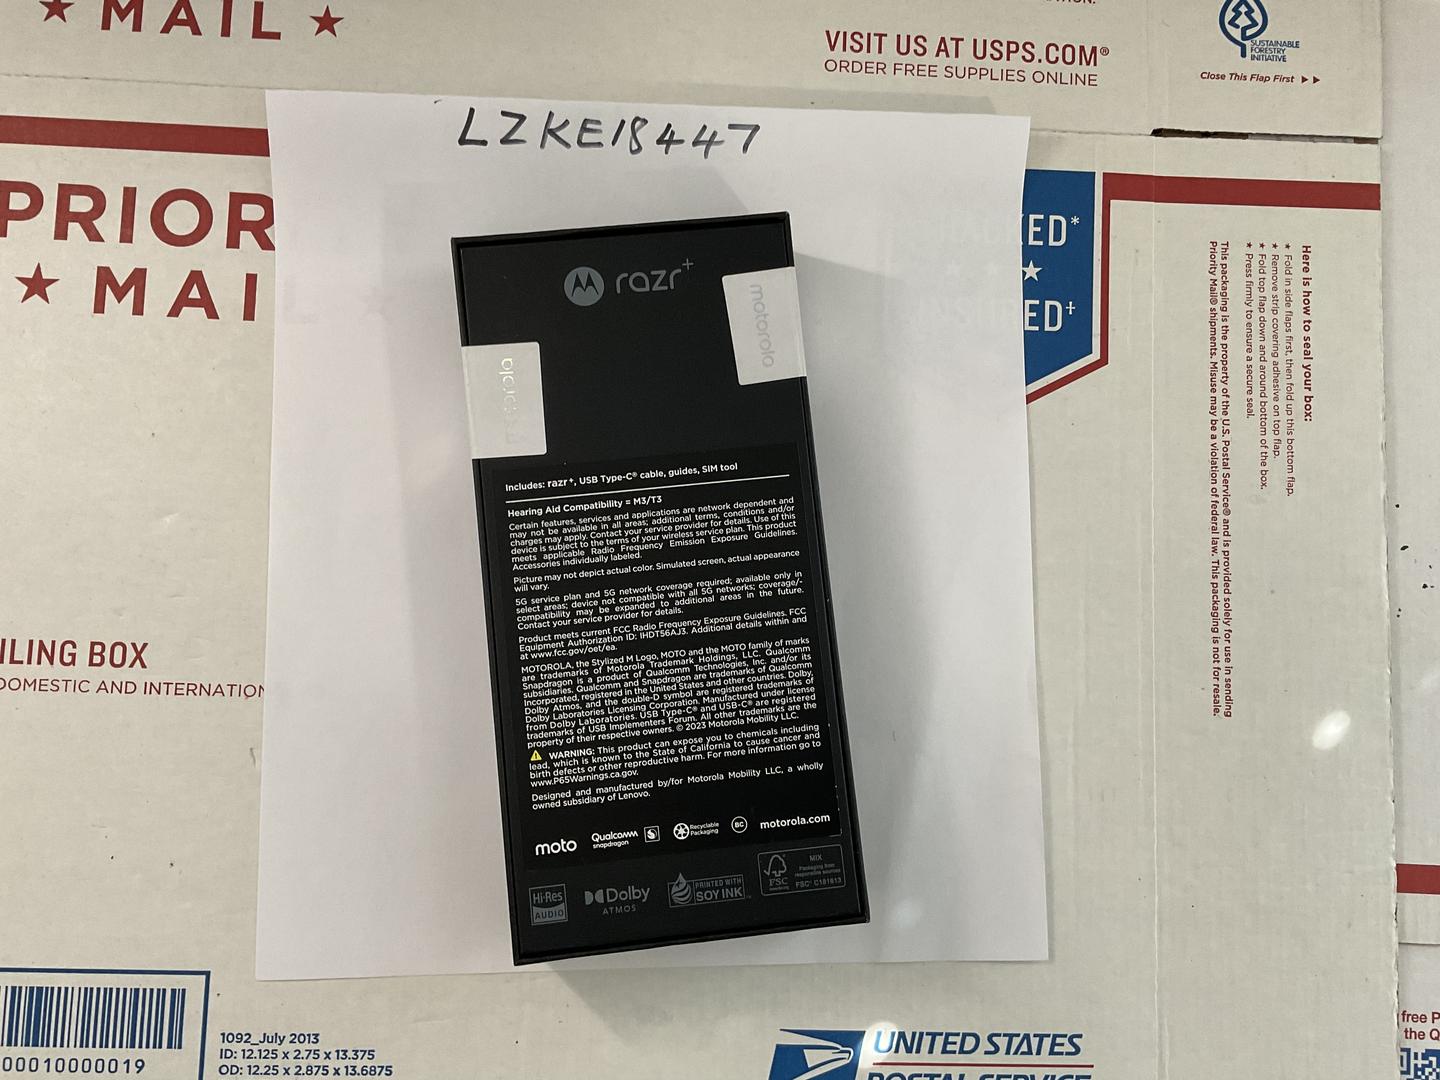 ★ MAIL ★
VISIT US AT USPS.COM®
ORDER FREE SUPPLIES ONLINE
SUSTAINABLE
FORESTRY
INITIATIVE
Close This Flap First ▶ ▶
LZKE18447
PRIOR
★ MAIL
KED*
★
ED†
razr+
motorola
motorola
Includes: razr+, USB Type-C® cable, guides, SIM tool
Hearing Aid Compatibility = M3/T3
Certain features, services and applications are network dependent and
may not be available in all areas; additional terms, conditions and/or
charges may apply. Contact your service provider for details. Use of this
device is subject to the terms of your wireless service plan. This product
meets applicable Radio Frequency Emission Exposure Guidelines.
Accessories individually labeled.
Picture may not depict actual color. Simulated screen, actual appearance
will vary.
5G service plan and 5G network coverage required; available only in
select areas; device not compatible with all 5G networks; coverage/-
compatibility may be expanded to additional areas in the future.
Contact your service provider for details.
Product meets current FCC Radio Frequency Exposure Guidelines. FCC
Equipment Authorization ID: IHDT56AJ3. Additional details within and
at www.fcc.gov/oet/ea.
MOTOROLA, the Stylized M Logo, MOTO and the MOTO family of marks
are trademarks of Motorola Trademark Holdings, LLC. Qualcomm
Snapdragon is a product of Qualcomm Technologies, Inc. and/or its
subsidiaries. Qualcomm and Snapdragon are trademarks of Qualcomm
Incorporated, registered in the United States and other countries. Dolby,
Dolby Atmos, and the double-D symbol are registered trademarks of
Dolby Laboratories Licensing Corporation. Manufactured under license
from Dolby Laboratories. USB Type-C® and USB-C® are registered
trademarks of USB Implementers Forum. All other trademarks are the
property of their respective owners. © 2023 Motorola Mobility LLC.
⚠ WARNING: This product can expose you to chemicals including
lead, which is known to the State of California to cause cancer and
birth defects or other reproductive harm. For more information go to
www.P65Warnings.ca.gov.
Designed and manufactured by/for Motorola Mobility LLC, a wholly
owned subsidiary of Lenovo.
moto
Qualcomm
snapdragon
Recyclable
Packaging
BC
motorola.com
Hi-Res
AUDIO
Dolby
ATMOS
PRINTED WITH
SOY INK™
FSC
MIX
Packaging from
responsible sources
FSC® C181613
Here is how to seal your box:
★ Fold in side flaps first, then fold up this bottom flap.
★ Remove strip covering adhesive on top flap.
★ Fold top flap down and around bottom of the box.
★ Press firmly to ensure a secure seal.
This packaging is the property of the U.S. Postal Service® and is provided solely for use in sending
Priority Mail® shipments. Misuse may be a violation of federal law. This packaging is not for resale.
ILING BOX
DOMESTIC AND INTERNATION
00010000019
1092_July 2013
ID: 12.125 x 2.75 x 13.375
OD: 12.25 x 2.875 x 13.6875
UNITED STATES
POSTAL SERVICE
free P
the Q